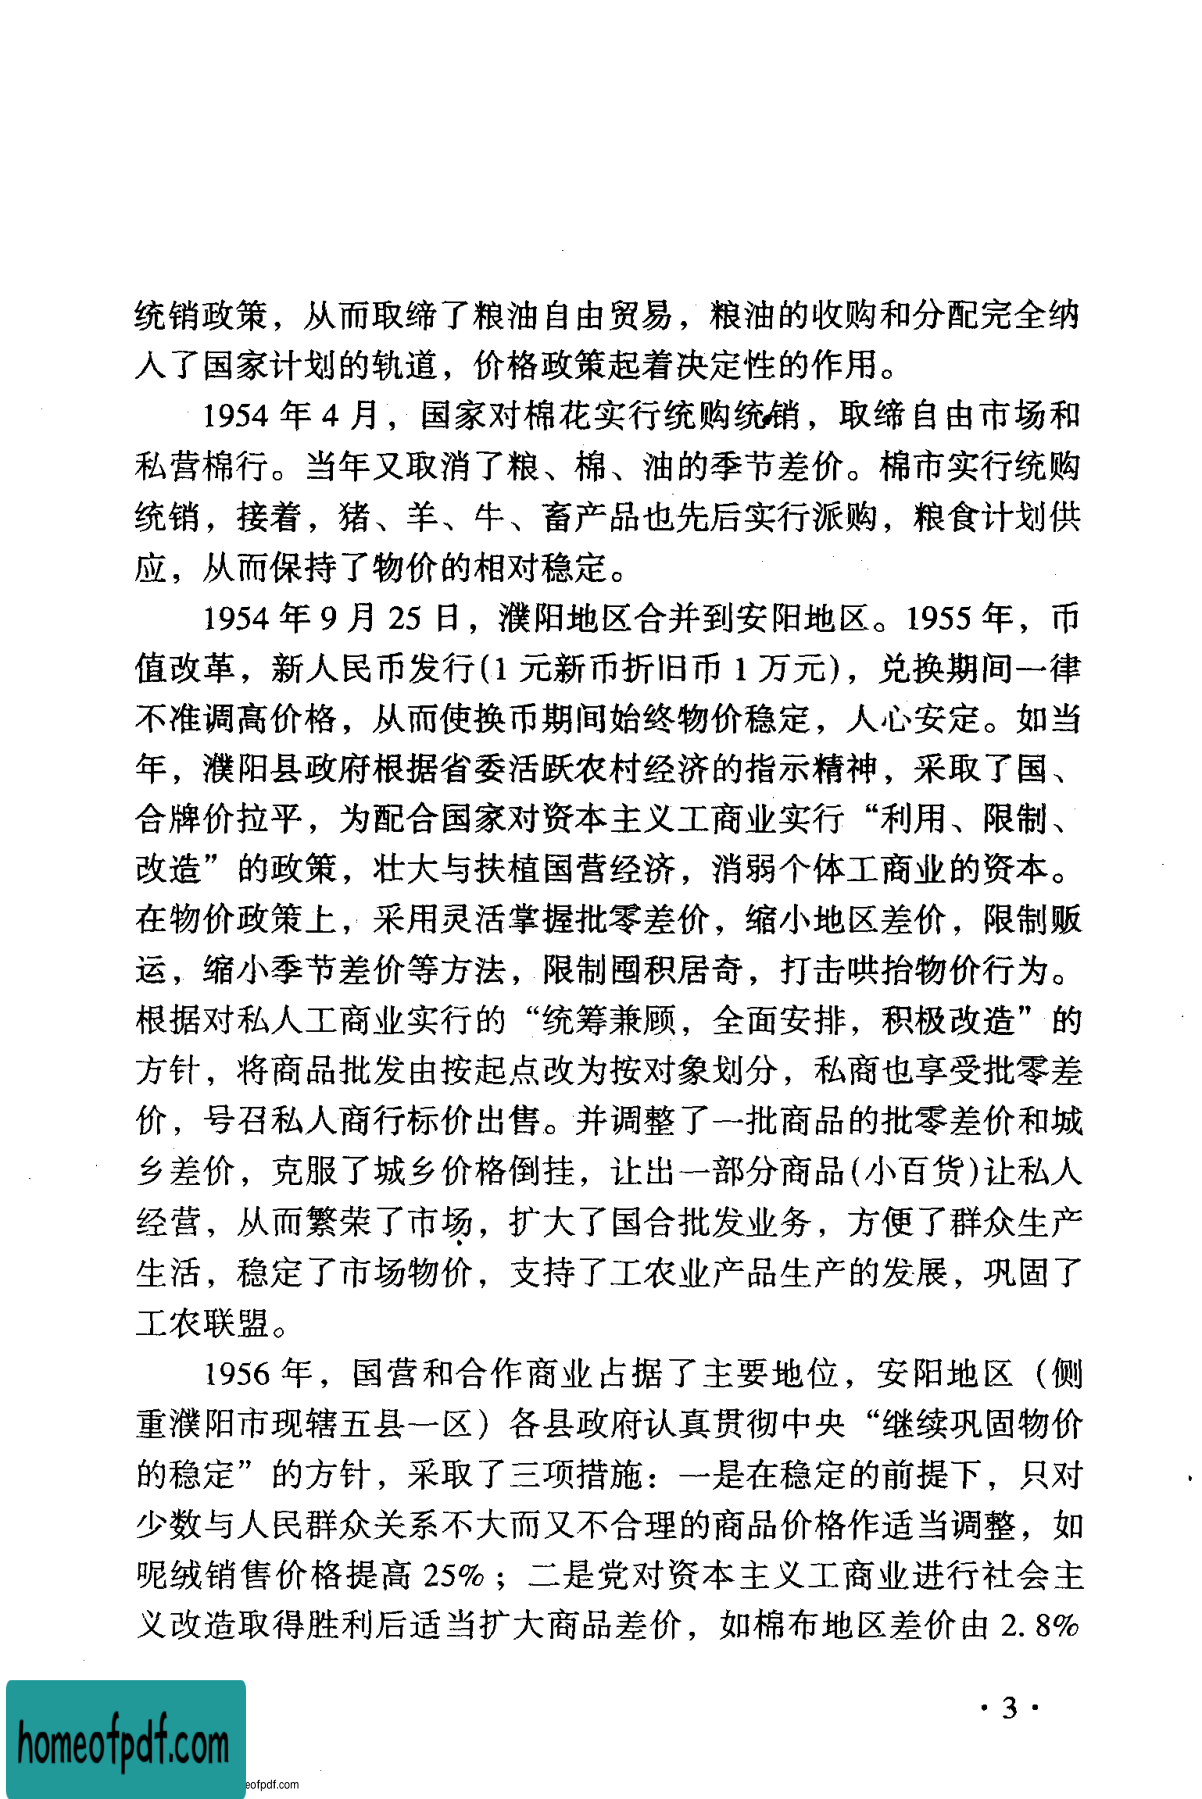 统销政策，从而取缔了粮油自由贸易，粮油的收购和分配完全纳
入了国家计划的轨道，价格政策起着决定性的作用。
1954年4月，国家对棉花实行统购统销，取缔自由市场和
私营棉行。当年又取消了粮、棉、油的季节差价。棉市实行统购
统销，接着，猪、羊、牛、畜产品也先后实行派购，粮食计划供
应，从而保持了物价的相对稳定。
1954年9月25日，濮阳地区合并到安阳地区。1955年，币
值改革，新人民币发行(1元新币折旧币1万元)，兑换期间一律
不准调高价格，从而使换币期间始终物价稳定，人心安定。如当
年，濮阳县政府根据省委活跃农村经济的指示精神，采取了国、
合牌价拉平，为配合国家对资本主义工商业实行“利用、限制、
改造”的政策，壮大与扶植国营经济，消弱个体工商业的资本。
在物价政策上，采用灵活掌握批零差价，缩小地区差价，限制贩
运，缩小季节差价等方法，限制囤积居奇，打击哄抬物价行为。
根据对私人工商业实行的“统筹兼顾，全面安排，积极改造”的
方针，将商品批发由按起点改为按对象划分，私商也享受批零差
价，号召私人商行标价出售。并调整了一批商品的批零差价和城
乡差价，克服了城乡价格倒挂，让出一部分商品(小百货)让私人
经营，从而繁荣了市场，扩大了国合批发业务，方便了群众生产
生活，稳定了市场物价，支持了工农业产品生产的发展，巩固了
工农联盟。
1956年，国营和合作商业占据了主要地位，安阳地区（侧
重濮阳市现辖五县一区）各县政府认真贯彻中央“继续巩固物价
的稳定”的方针，采取了三项措施：一是在稳定的前提下，只对
少数与人民群众关系不大而又不合理的商品价格作适当调整，如
呢绒销售价格提高25%；二是党对资本主义工商业进行社会主
义改造取得胜利后适当扩大商品差价，如棉布地区差价由2.8%
·3·
homeofpdf.com
eofpdf.com